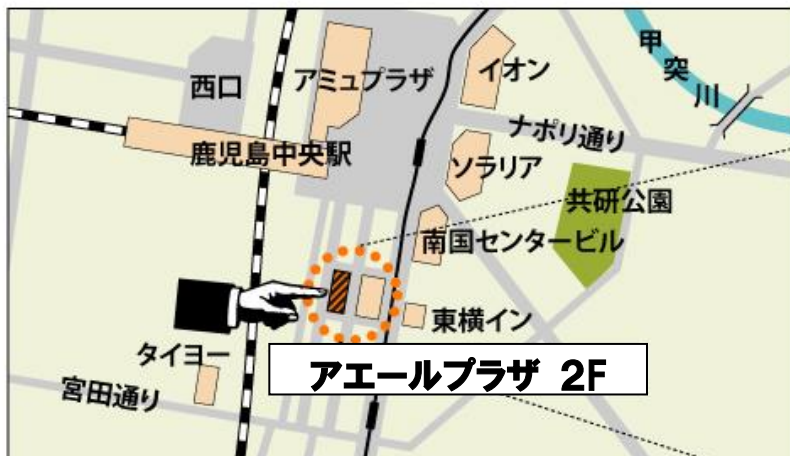 甲突川
イオン
アミュプラザ
西口
ナポリ通り
鹿児島中央駅
ソラリア
共研公園
南国センタービル
東横イン
タイヨー
アエールプラザ 2F
宮田通り